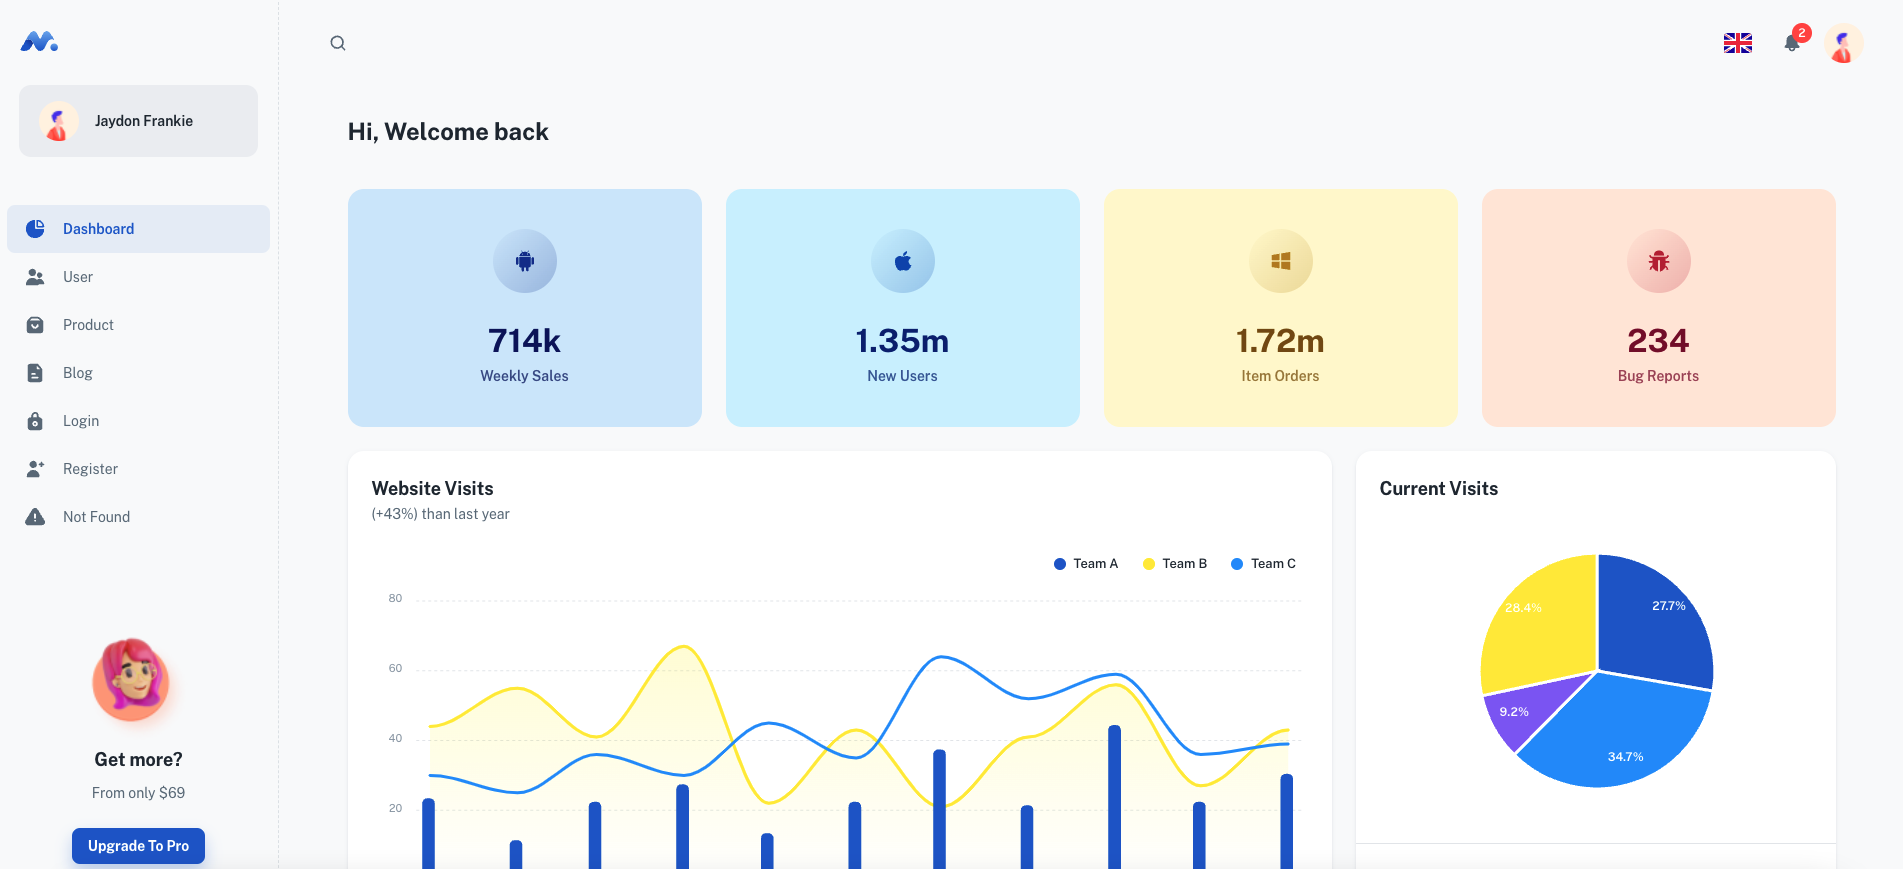 2
Jaydon Frankie
Dashboard
User
Product
Blog
Login
Register
Not Found
Get more?
From only $69
Upgrade To Pro
Hi, Welcome back
714k
Weekly Sales
1.35m
New Users
1.72m
Item Orders
234
Bug Reports
Website Visits
(+43%) than last year
Team A
Team B
Team C
80
60
40
20
Current Visits
28.4%
27.7%
9.2%
34.7%